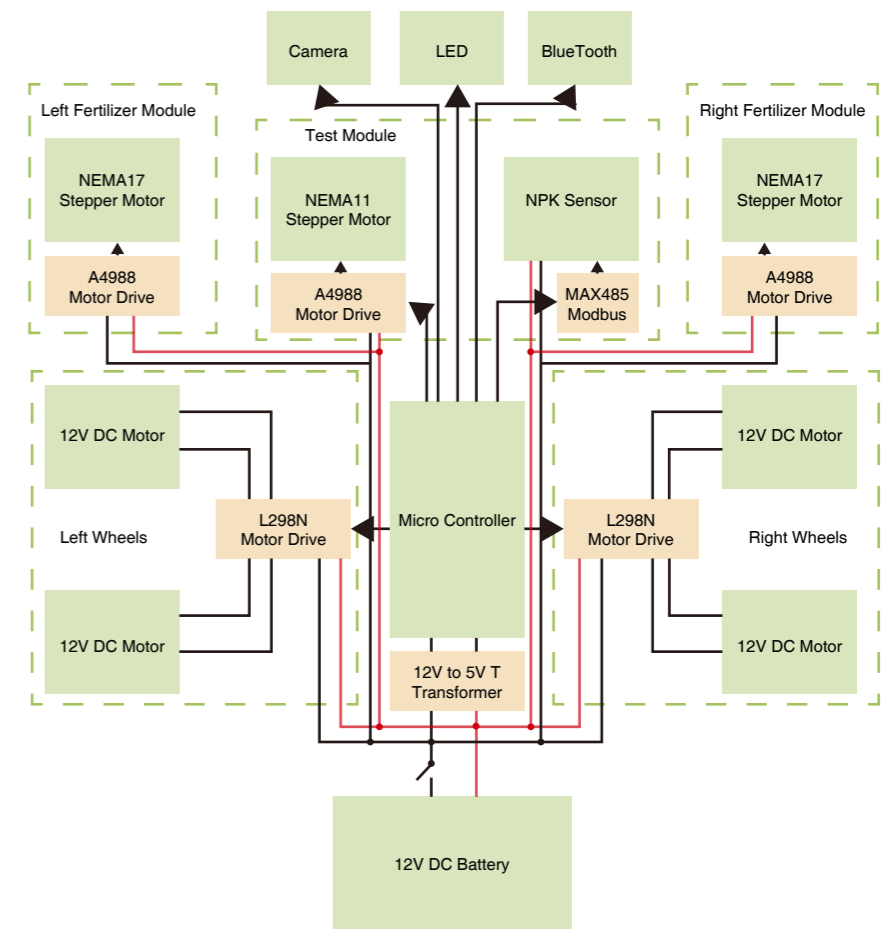 Camera
LED
BlueTooth
Left Fertilizer Module
Test Module
Right Fertilizer Module
NEMA17
Stepper Motor
NEMA11
Stepper Motor
NPK Sensor
NEMA17
Stepper Motor
A4988
Motor Drive
A4988
Motor Drive
MAX485
Modbus
A4988
Motor Drive
12V DC Motor
12V DC Motor
Left Wheels
L298N
Motor Drive
Micro Controller
L298N
Motor Drive
Right Wheels
12V DC Motor
12V to 5V T
Transformer
12V DC Motor
12V DC Battery